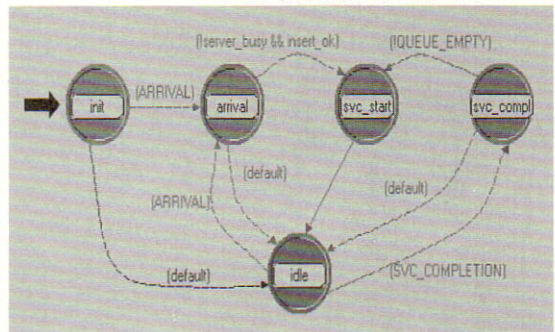 (!server_busy && insert_ok)
(!QUEUE_EMPTY)
(ARRIVAL)
init
arrival
svc_start
svc_compl
(default)
(default)
(ARRIVAL)
(default)
idle
(SVC_COMPLETION)